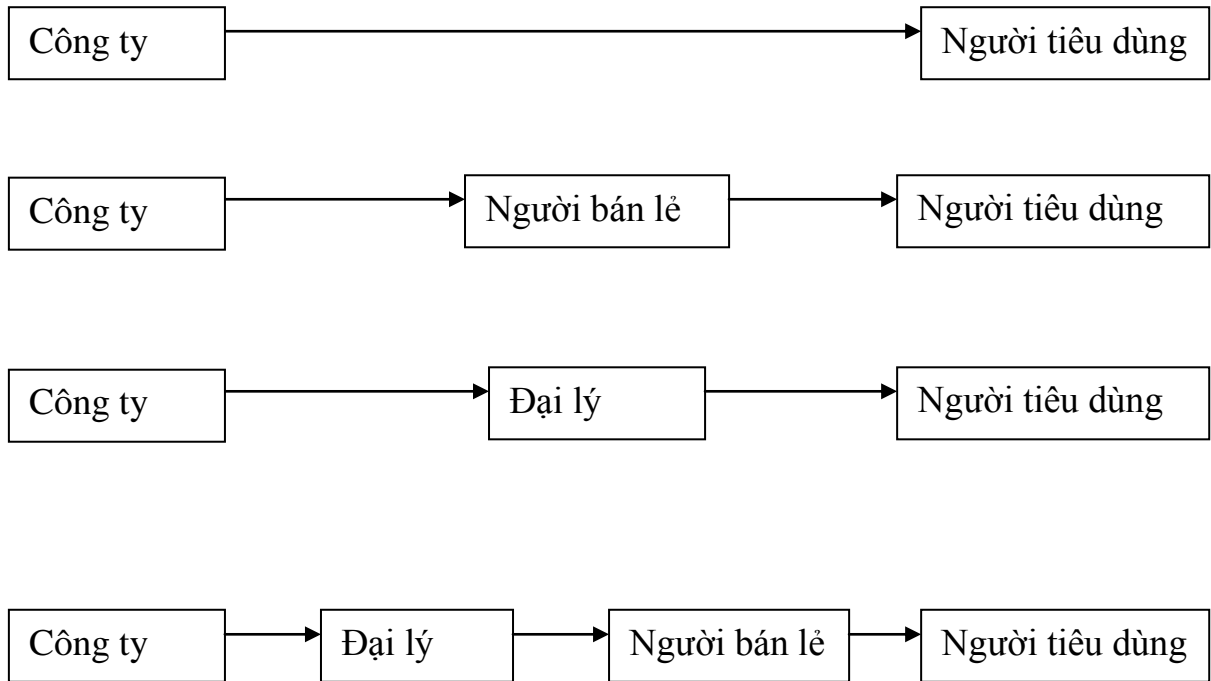 Công ty
Người tiêu dùng
Công ty
Người bán lẻ
Người tiêu dùng
Công ty
Đại lý
Người tiêu dùng
Công ty
Đại lý
Người bán lẻ
Người tiêu dùng